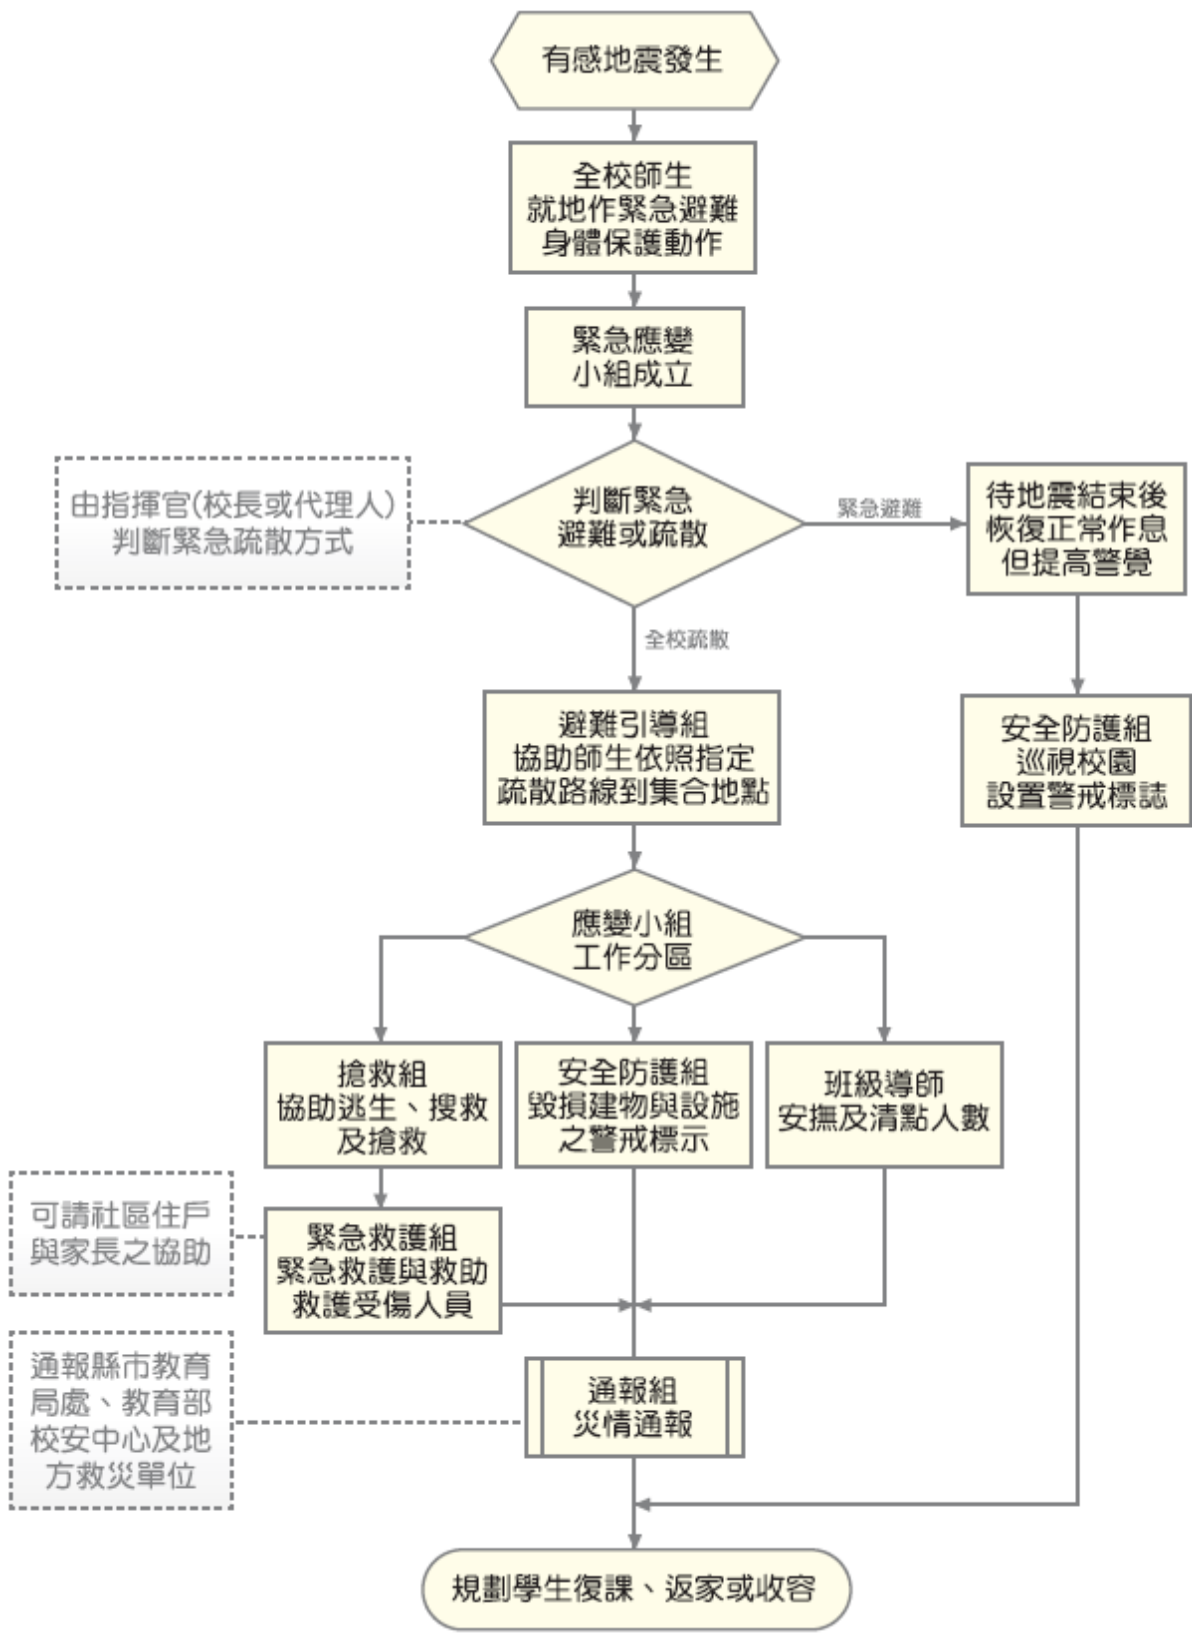 有感地震發生
全校師生
就地作緊急避難
身體保護動作
緊急應變
小組成立
由指揮官(校長或代理人)
判斷緊急疏散方式
判斷緊急
避難或疏散
緊急避難
待地震結束後
恢復正常作息
但提高警覺
全校疏散
避難引導組
協助師生依照指定
疏散路線到集合地點
安全防護組
巡視校園
設置警戒標誌
應變小組
工作分區
搶救組
協助逃生、搜救
及搶救
安全防護組
毀損建物與設施
之警戒標示
班級導師
安撫及清點人數
可請社區住戶
與家長之協助
緊急救護組
緊急救護與救助
救護受傷人員
通報縣市教育
局處、教育部
校安中心及地
方救災單位
通報組
災情通報
規劃學生復課、返家或收容